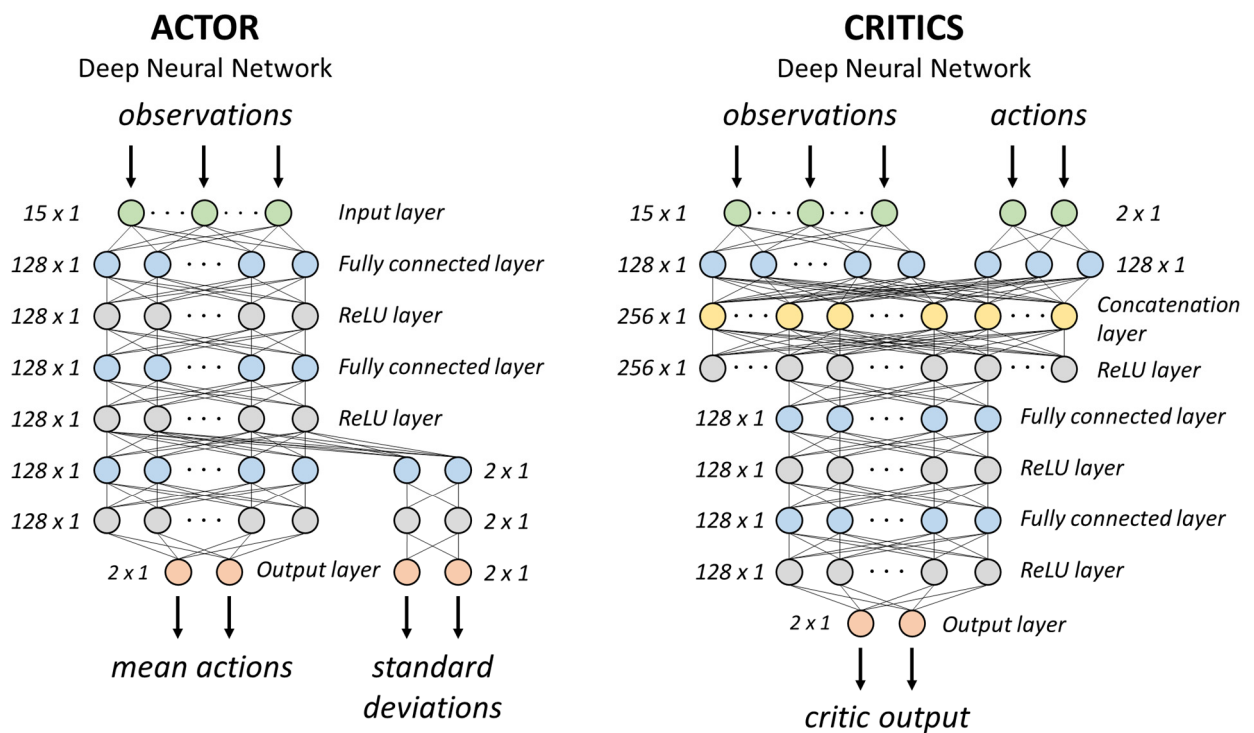 ACTOR
Deep Neural Network
observations
15 x 1
Input layer
128 x 1
Fully connected layer
128 x 1
ReLU layer
128 x 1
Fully connected layer
128 x 1
ReLU layer
128 x 1
2 x 1
128 x 1
2 x 1
2 x 1
Output layer
2 x 1
mean actions
standard
deviations
CRITICS
Deep Neural Network
observations
actions
15 x 1
2 x 1
128 x 1
128 x 1
256 x 1
Concatenation
layer
256 x 1
ReLU layer
128 x 1
Fully connected layer
128 x 1
ReLU layer
128 x 1
Fully connected layer
128 x 1
ReLU layer
2 x 1
Output layer
critic output